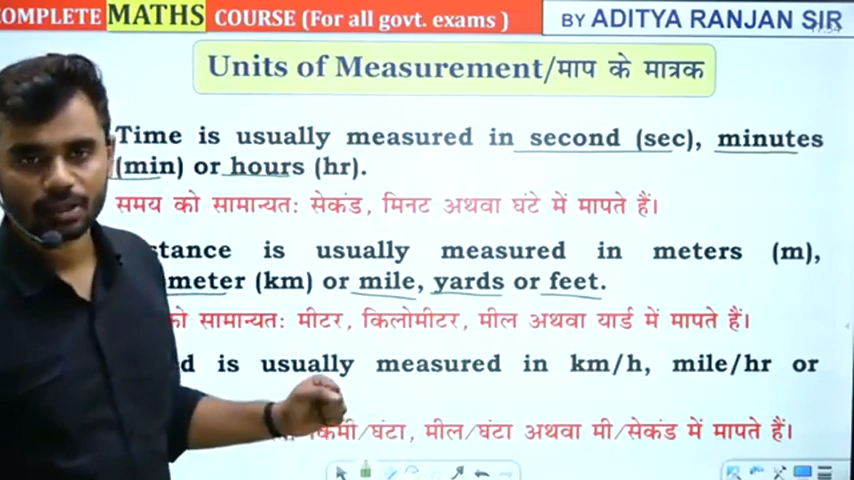 COMPLETE MATHS COURSE (For all govt. exams) BY ADITYA RANJAN SIR
Units of Measurement/माप के मात्रक
Time is usually measured in second (sec), minutes
(min) or hours (hr).
समय को सामान्यत: सेकंड, मिनट अथवा घंटे में मापते हैं।
stance is usually measured in meters (m),
meter (km) or mile, yards or feet.
को सामान्यत: मीटर, किलोमीटर, मील अथवा यार्ड में मापते हैं।
d is usually measured in km/h, mile/hr or
किमी/घंटा, मील/घंटा अथवा मी/सेकंड में मापते हैं।